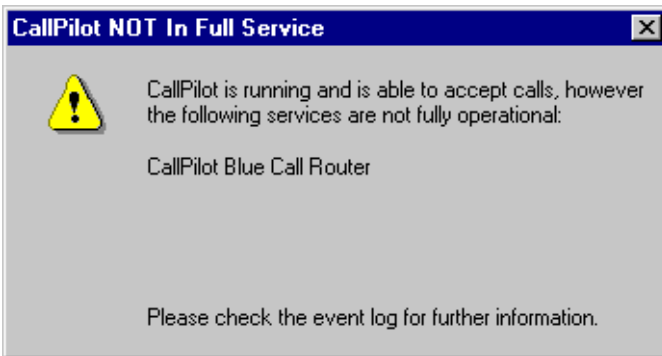 CallPilot NOT In Full Service
CallPilot is running and is able to accept calls, however
the following services are not fully operational:
CallPilot Blue Call Router
Please check the event log for further information.